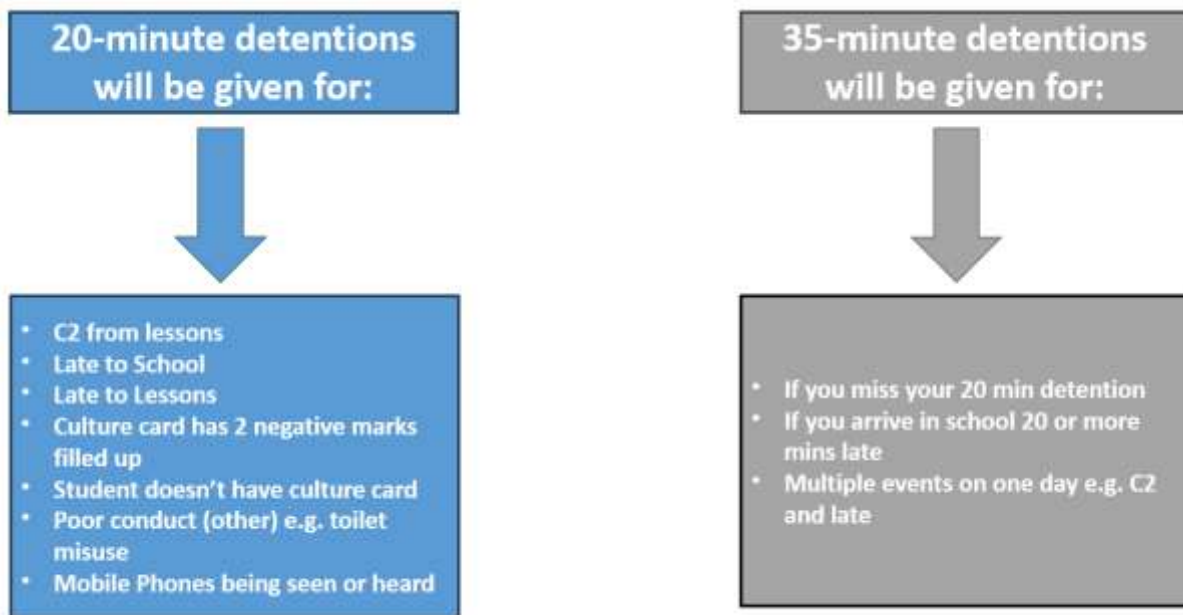 20-minute detentions
will be given for:
• C2 from lessons
• Late to School
• Late to Lessons
• Culture card has 2 negative marks
filled up
• Student doesn't have culture card
• Poor conduct (other) e.g. toilet
misuse
• Mobile Phones being seen or heard
35-minute detentions
will be given for:
• If you miss your 20 min detention
• If you arrive in school 20 or more
mins late
• Multiple events on one day e.g. C2
and late